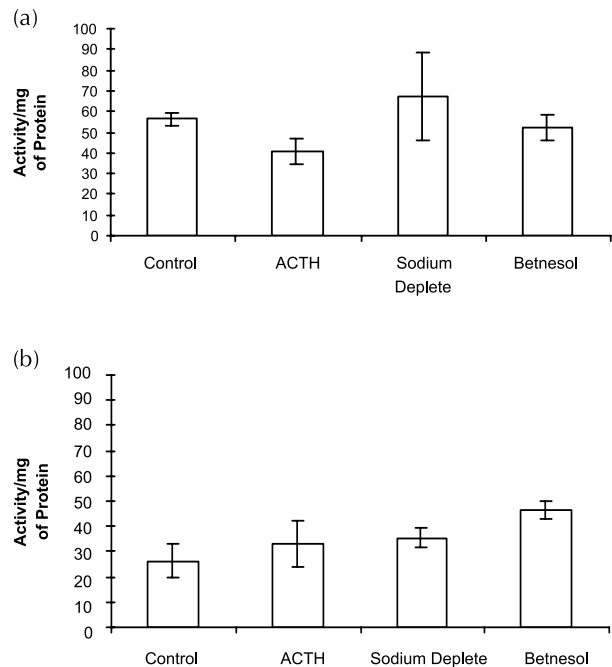 (a)
Activity/mg
of Protein
100
90
80
70
60
50
40
30
20
10
0
Control ACTH Sodium Betnesol
Deplete
(b)
Activity/mg
of Protein
100
90
80
70
60
50
40
30
20
10
0
Control ACTH Sodium Deplete Betnesol